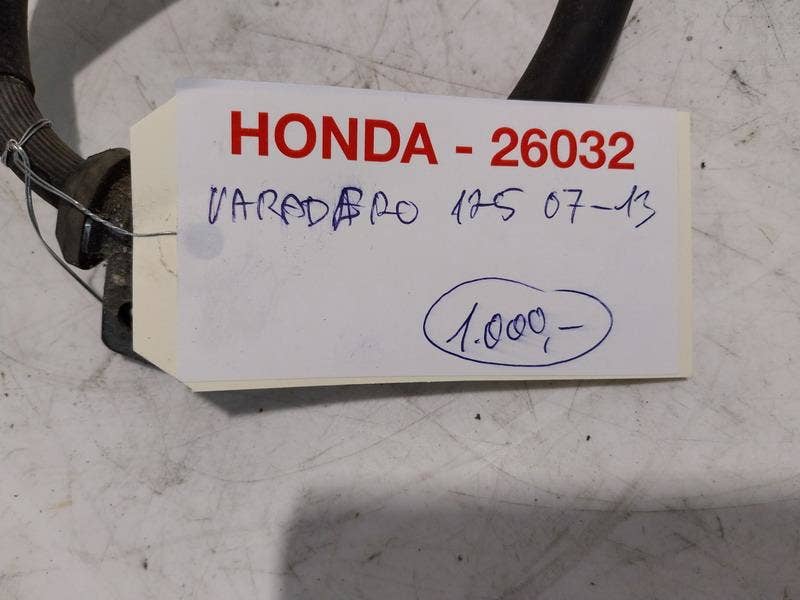 HONDA - 26032
VARADERO 125 07-13
1.000,-